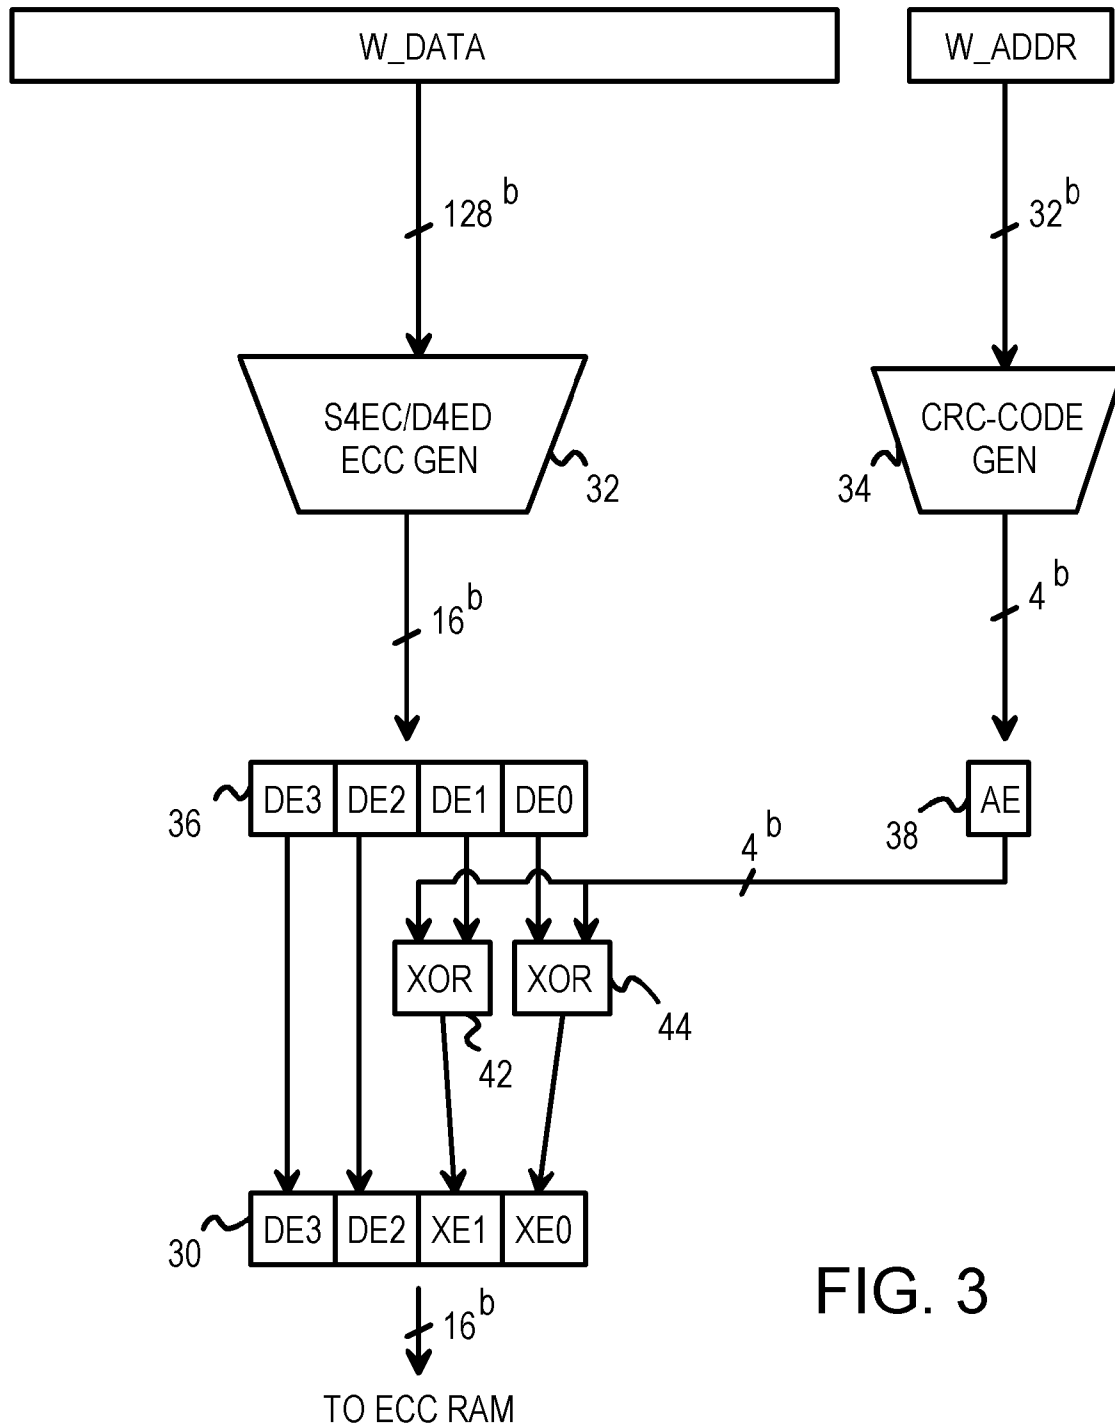 W_DATA
W_ADDR
128 b
32 b
S4EC/D4ED
ECC GEN
32
CRC-CODE
GEN
34
16 b
4 b
36
DE3 DE2 DE1 DE0
38
AE
4 b
XOR
XOR
42
44
30
DE3 DE2 XE1 XE0
16 b
TO ECC RAM
FIG. 3